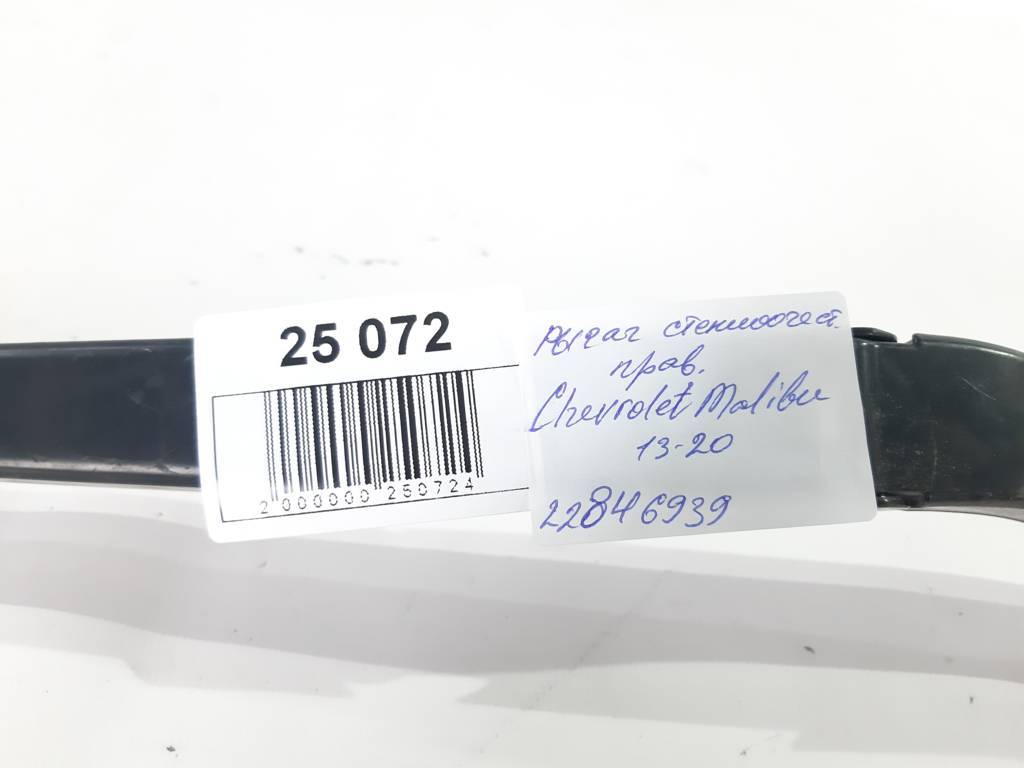 25 072
2 000000 250724
Рычаг стеклоочист.
прав.
Chevrolet Malibu
13-20
22846939